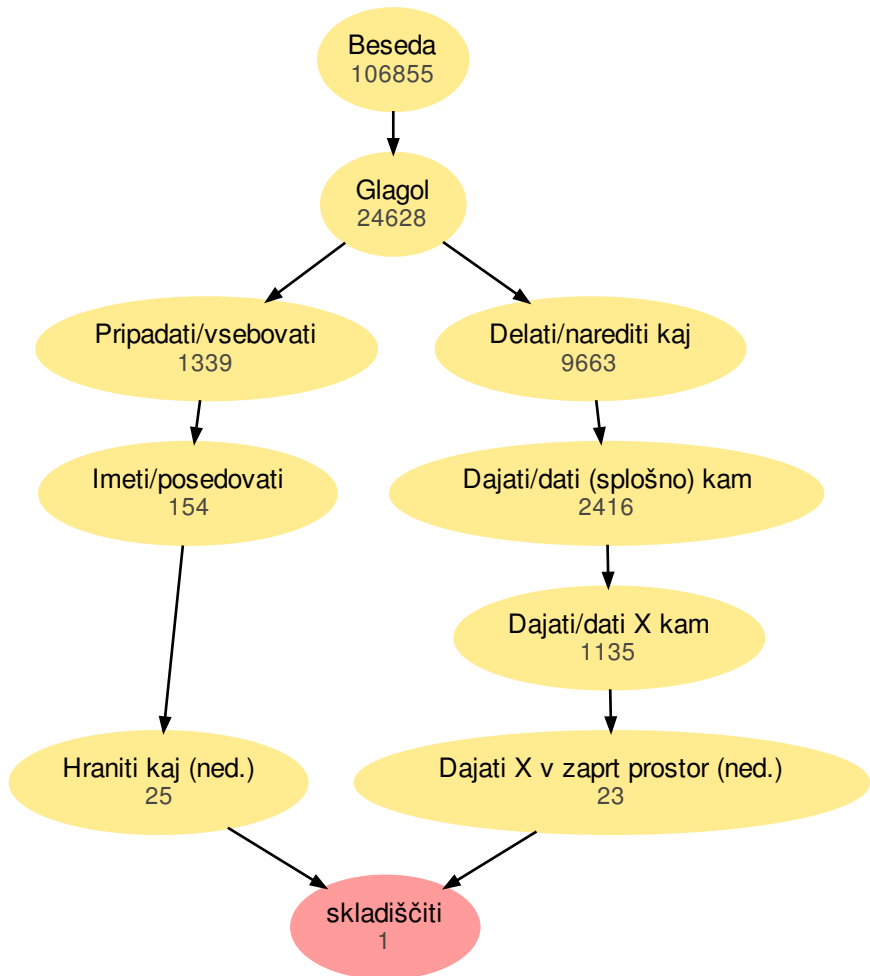 Beseda
106855
Glagol
24628
Pripadati/vsebovati
1339
Delati/narediti kaj
9663
Imeti/posedovati
154
Dajati/dati (splošno) kam
2416
Dajati/dati X kam
1135
Hraniti kaj (ned.)
25
Dajati X v zaprt prostor (ned.)
23
skladiščiti
1